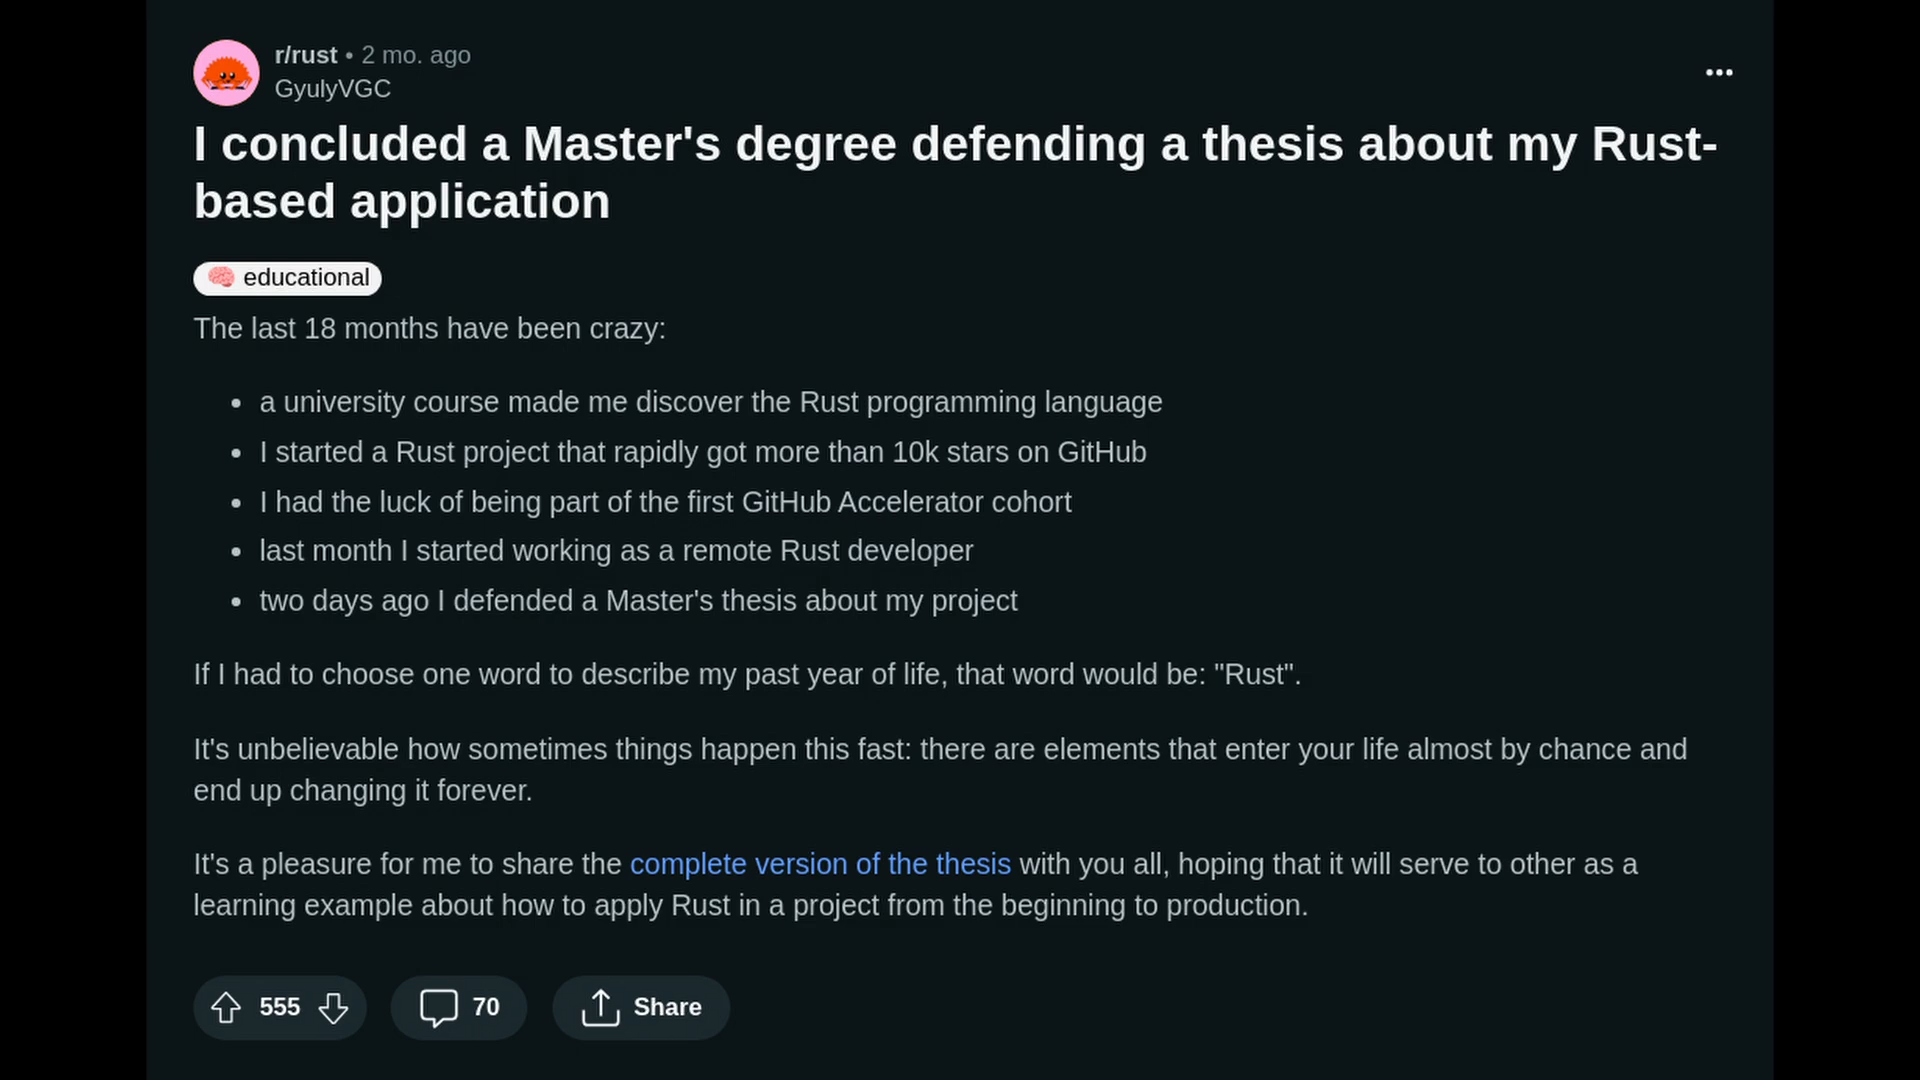 r/rust • 2 mo. ago
GyulyVGC
I concluded a Master's degree defending a thesis about my Rust-
based application
🧠 educational
The last 18 months have been crazy:
• a university course made me discover the Rust programming language
• I started a Rust project that rapidly got more than 10k stars on GitHub
• I had the luck of being part of the first GitHub Accelerator cohort
• last month I started working as a remote Rust developer
• two days ago I defended a Master's thesis about my project
If I had to choose one word to describe my past year of life, that word would be: "Rust".
It's unbelievable how sometimes things happen this fast: there are elements that enter your life almost by chance and
end up changing it forever.
It's a pleasure for me to share the complete version of the thesis with you all, hoping that it will serve to other as a
learning example about how to apply Rust in a project from the beginning to production.
555 70 Share